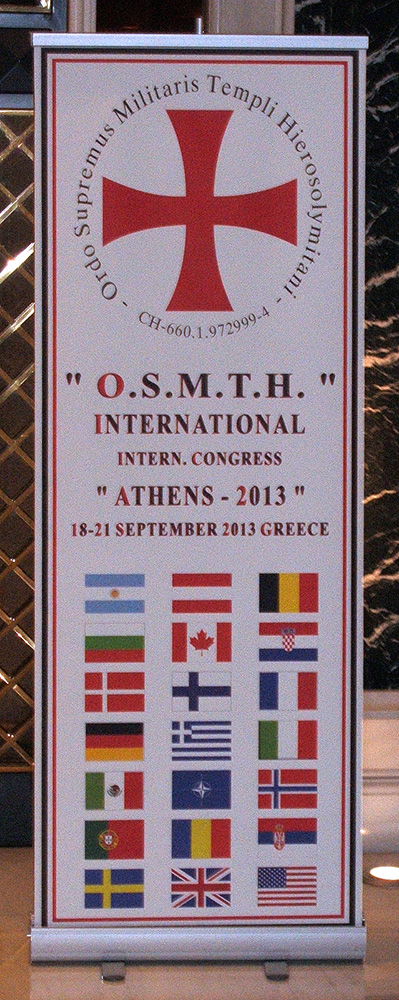 Ordo Supremus Militaris Templi Hierosolymitani -
- CH-660.1.972999-4 -
" O.S.M.T.H. "
INTERNATIONAL
INTERN. CONGRESS
" ATHENS - 2013 "
18-21 SEPTEMBER 2013 GREECE